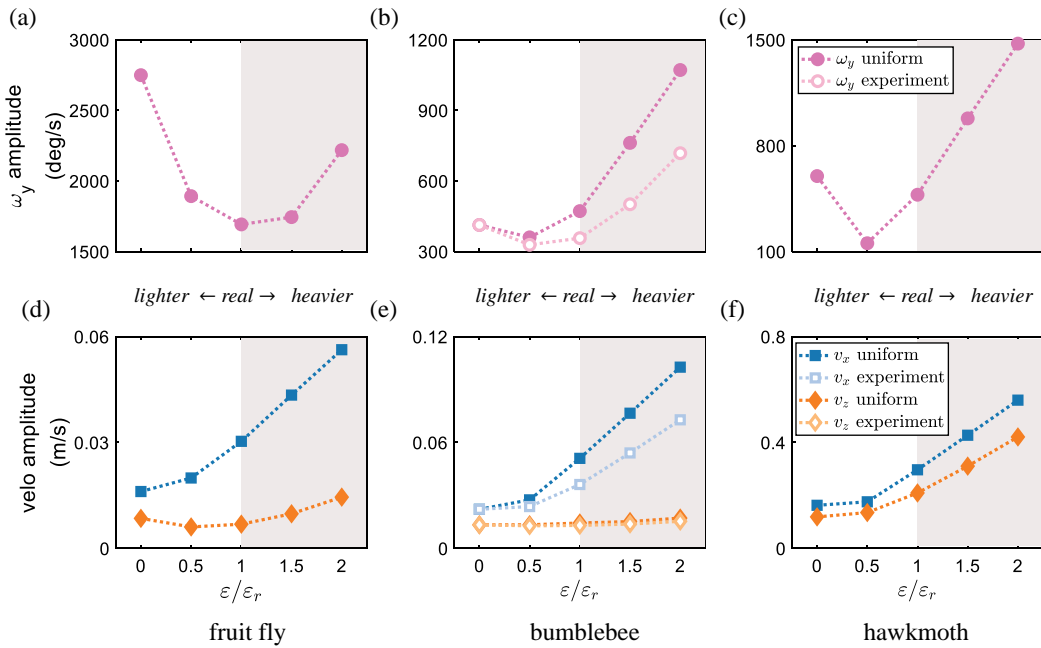 (a)
(b)
(c)
3000
2500
2000
1500
1200
900
600
300
1500
800
100
ω_y amplitude
(deg/s)
ω_y uniform
ω_y experiment
lighter ← real → heavier
lighter ← real → heavier
lighter ← real → heavier
(d)
(e)
(f)
0.06
0.03
0
0.12
0.06
0
0.8
0.4
0
velo amplitude
(m/s)
v_x uniform
v_x experiment
v_z uniform
v_z experiment
0 0.5 1 1.5 2
0 0.5 1 1.5 2
0 0.5 1 1.5 2
ε/ε_r
ε/ε_r
ε/ε_r
fruit fly
bumblebee
hawkmoth